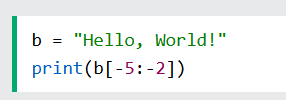 b = "Hello, World!"
print(b[-5:-2])